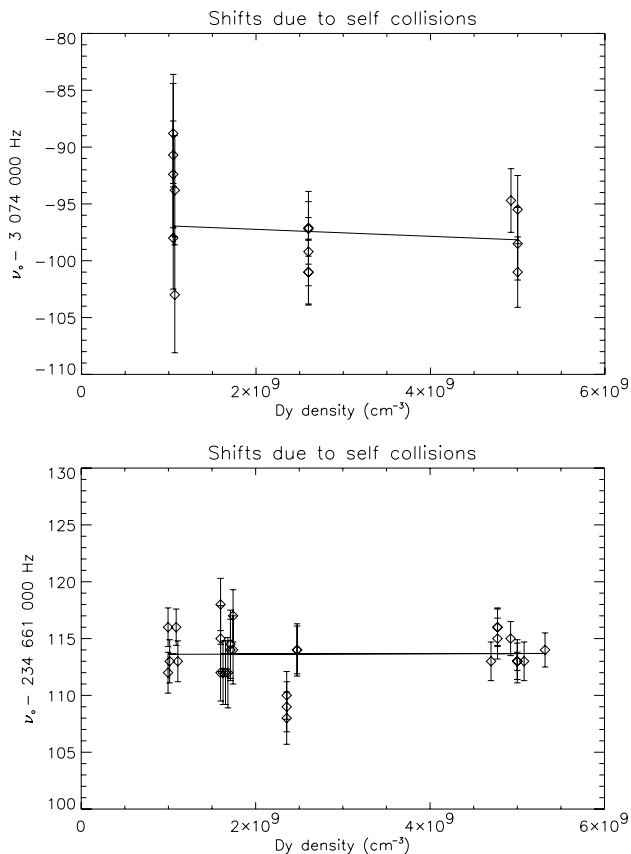 Shifts due to self collisions
-80
-85
-90
-95
-100
-105
-110
ν₀ - 3 074 000 Hz
0 2×10⁹ 4×10⁹ 6×10⁹
Dy density (cm⁻³)
Shifts due to self collisions
130
125
120
115
110
105
100
ν₀ - 234 661 000 Hz
0 2×10⁹ 4×10⁹ 6×10⁹
Dy density (cm⁻³)